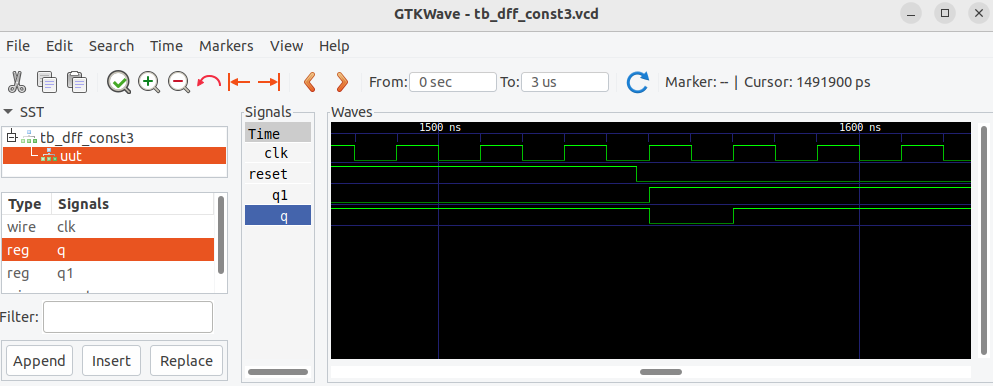 GTKWave - tb_dff_const3.vcd
File Edit Search Time Markers View Help
From: 0 sec To: 3 us Marker: -- | Cursor: 1491900 ps
SST
tb_dff_const3
uut
Type Signals
wire clk
reg q
reg q1
Filter:
Append Insert Replace
Signals
Time
clk
reset
q1
q
Waves
1500 ns 1600 ns